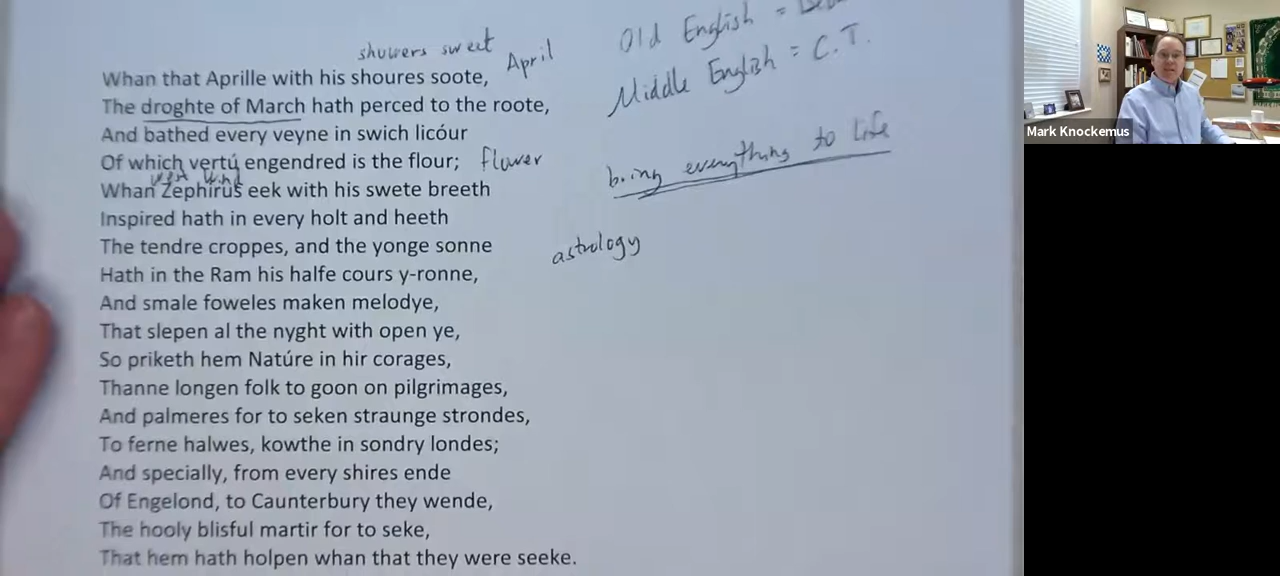 showers sweet
April
Old English =
Middle English = C.T.
Whan that Aprille with his shoures soote,
The droghte of March hath perced to the roote,
And bathed every veyne in swich licóur
Of which vertú engendred is the flour; flower
bring everything to life
west wind
Whan Zephirus eek with his swete breeth
Inspired hath in every holt and heeth
The tendre croppes, and the yonge sonne
astrology
Hath in the Ram his halfe cours y-ronne,
And smale foweles maken melodye,
That slepen al the nyght with open ye,
So priketh hem Natúre in hir corages,
Thanne longen folk to goon on pilgrimages,
And palmeres for to seken straunge strondes,
To ferne halwes, kowthe in sondry londes;
And specially, from every shires ende
Of Engelond, to Caunterbury they wende,
The hooly blisful martir for to seke,
That hem hath holpen whan that they were seeke.
Mark Knockemus